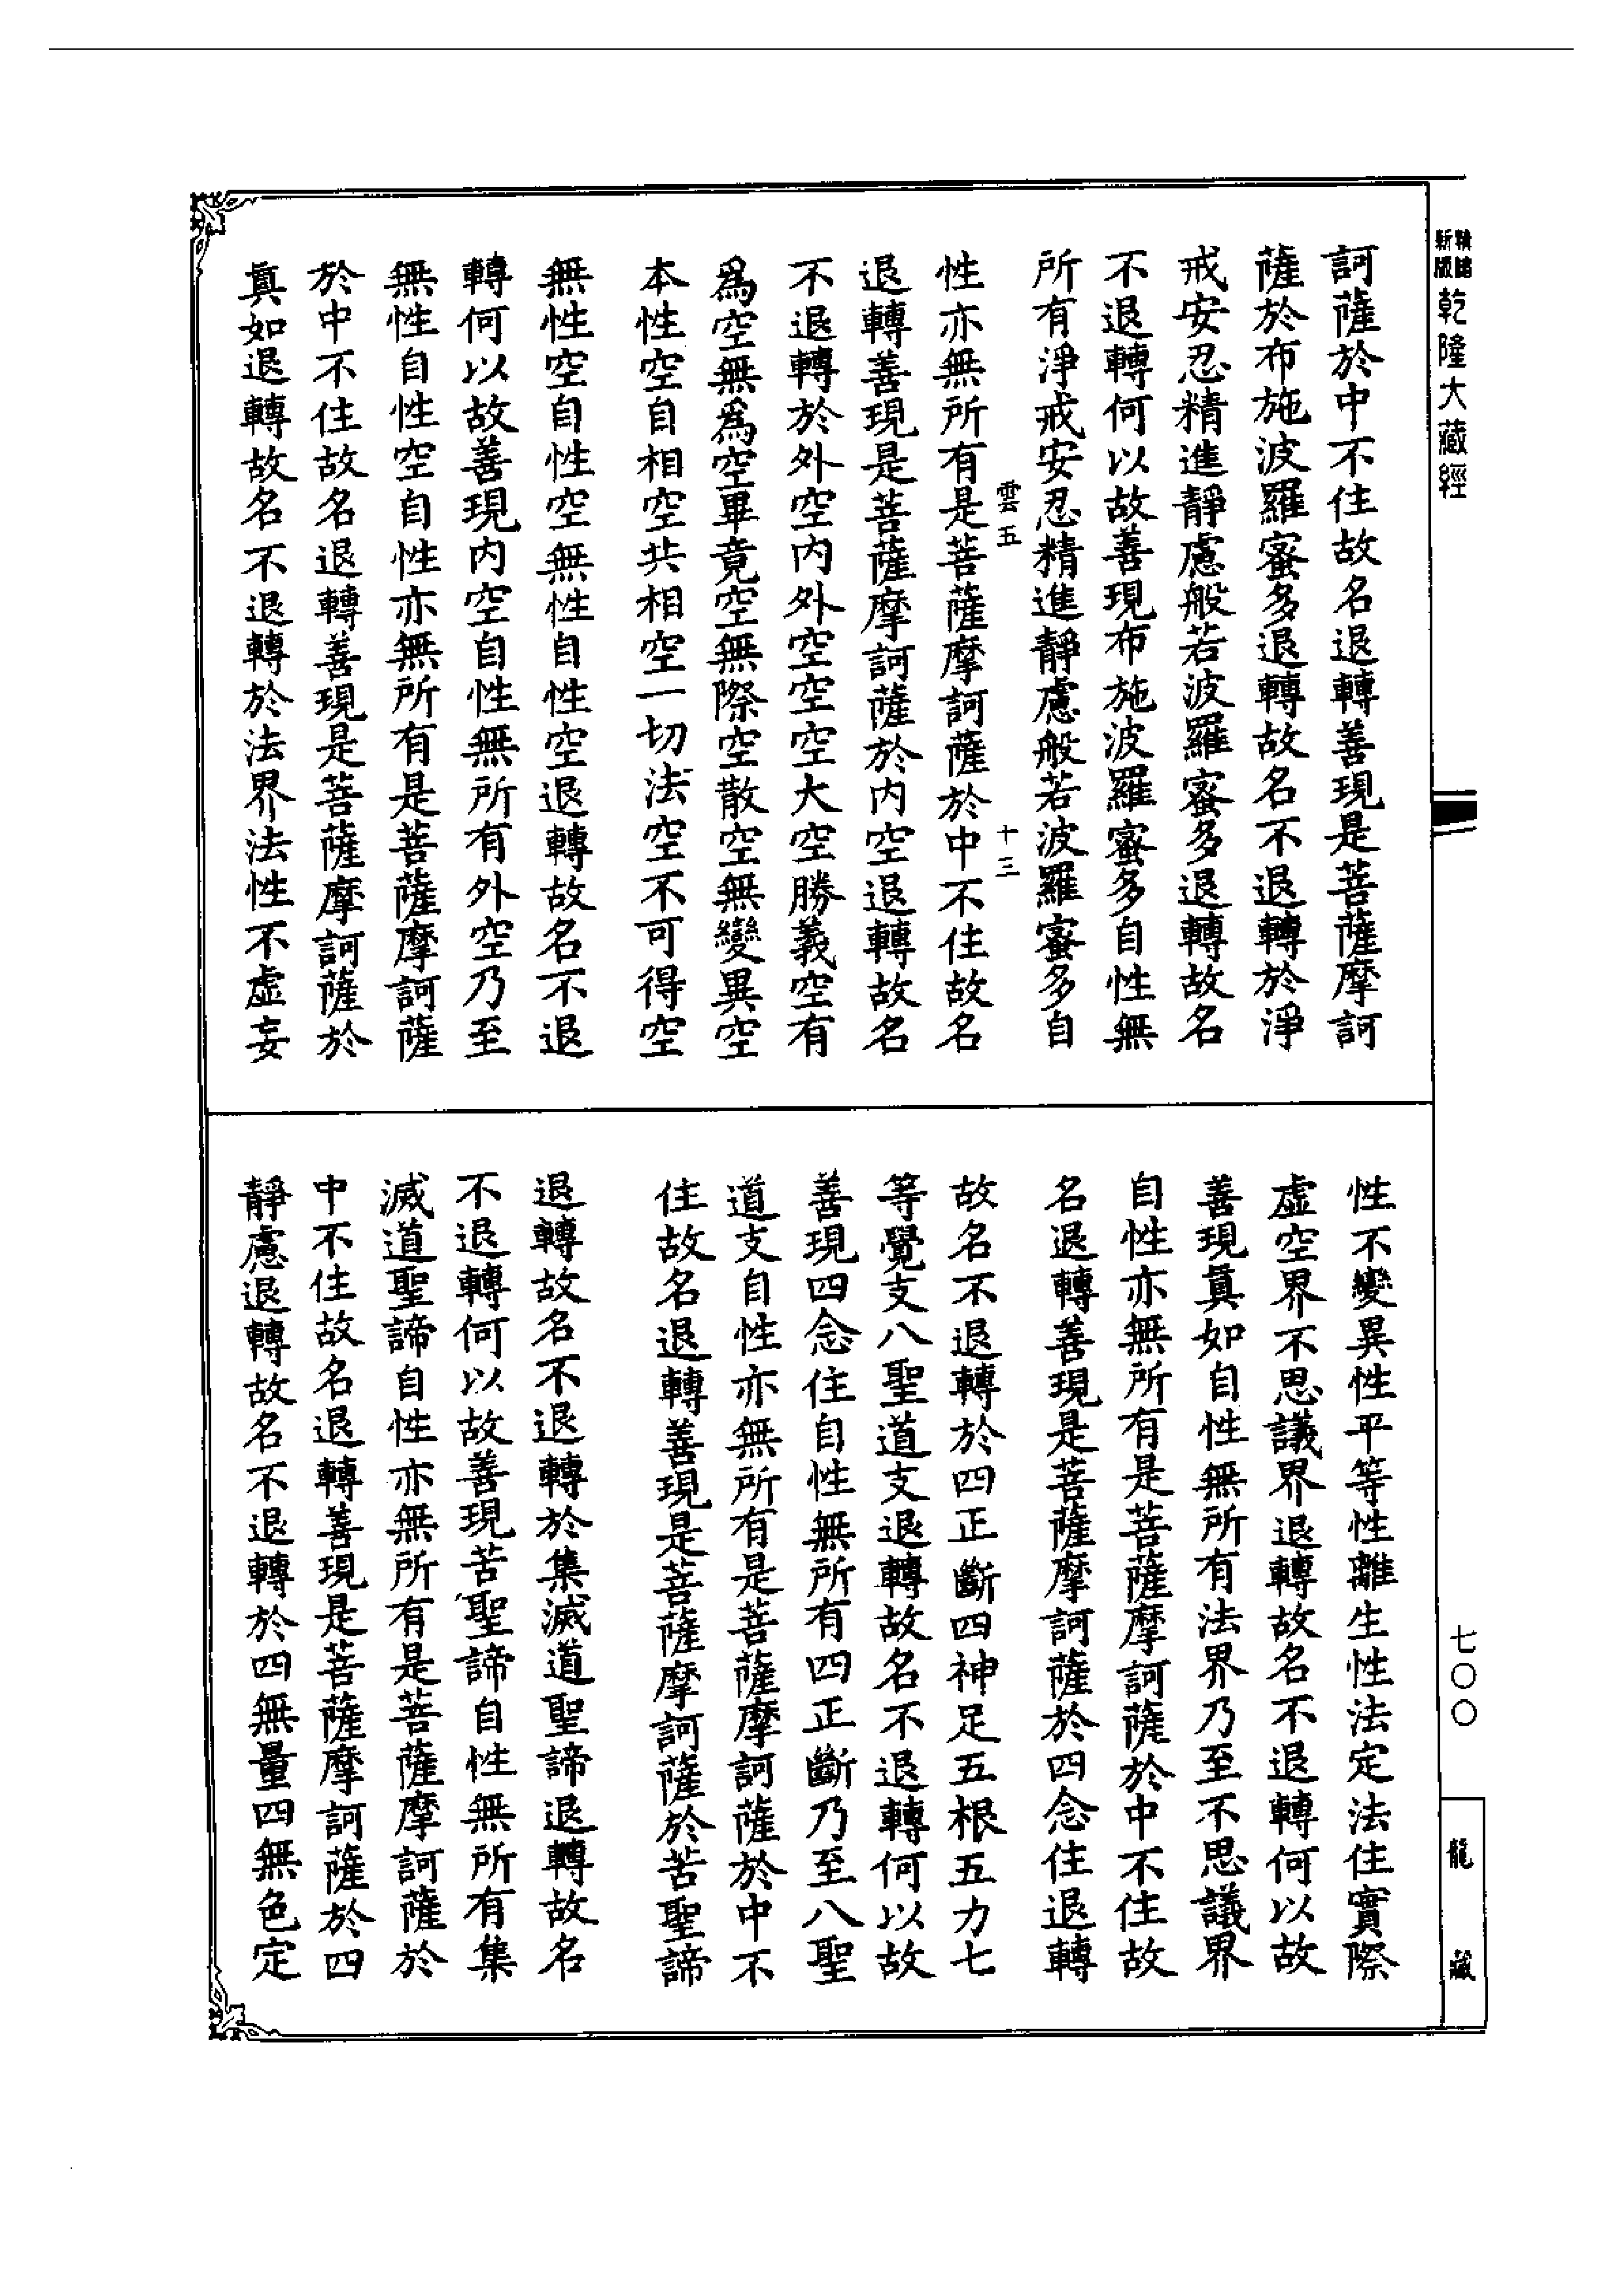 新版
乾隆大藏經
訶薩於中不住故名退轉善現是菩薩摩訶
薩於布施波羅蜜多退轉故名不退轉於淨
戒安忍精進靜慮般若波羅蜜多退轉故名
不退轉何以故善現布施波羅蜜多自性無
所有淨戒安忍精進靜慮般若波羅蜜多自
雲五 十三
性亦無所有是菩薩摩訶薩於中不住故名
退轉善現是菩薩摩訶薩於內空退轉故名
不退轉於外空內外空空空大空勝義空有
爲空無爲空畢竟空無際空散空無變異空
本性空自相空共相空一切法空不可得空
無性空自性空無性自性空退轉故名不退
轉何以故善現內空自性無所有外空乃至
無性自性空自性亦無所有是菩薩摩訶薩
於中不住故名退轉善現是菩薩摩訶薩於
真如退轉故名不退轉於法界法性不虛妄
性不變異性平等性離生性法定法住實際
虛空界不思議界退轉故名不退轉何以故
善現真如自性無所有法界乃至不思議界
自性亦無所有是菩薩摩訶薩於中不住故
名退轉善現是菩薩摩訶薩於四念住退轉
故名不退轉於四正斷四神足五根五力七
等覺支八聖道支退轉故名不退轉何以故
善現四念住自性無所有四正斷乃至八聖
道支自性亦無所有是菩薩摩訶薩於中不
住故名退轉善現是菩薩摩訶薩於苦聖諦
退轉故名不退轉於集滅道聖諦退轉故名
不退轉何以故善現苦聖諦自性無所有集
滅道聖諦自性亦無所有是菩薩摩訶薩於
中不住故名退轉善現是菩薩摩訶薩於四
靜慮退轉故名不退轉於四無量四無色定
七〇〇
龍藏